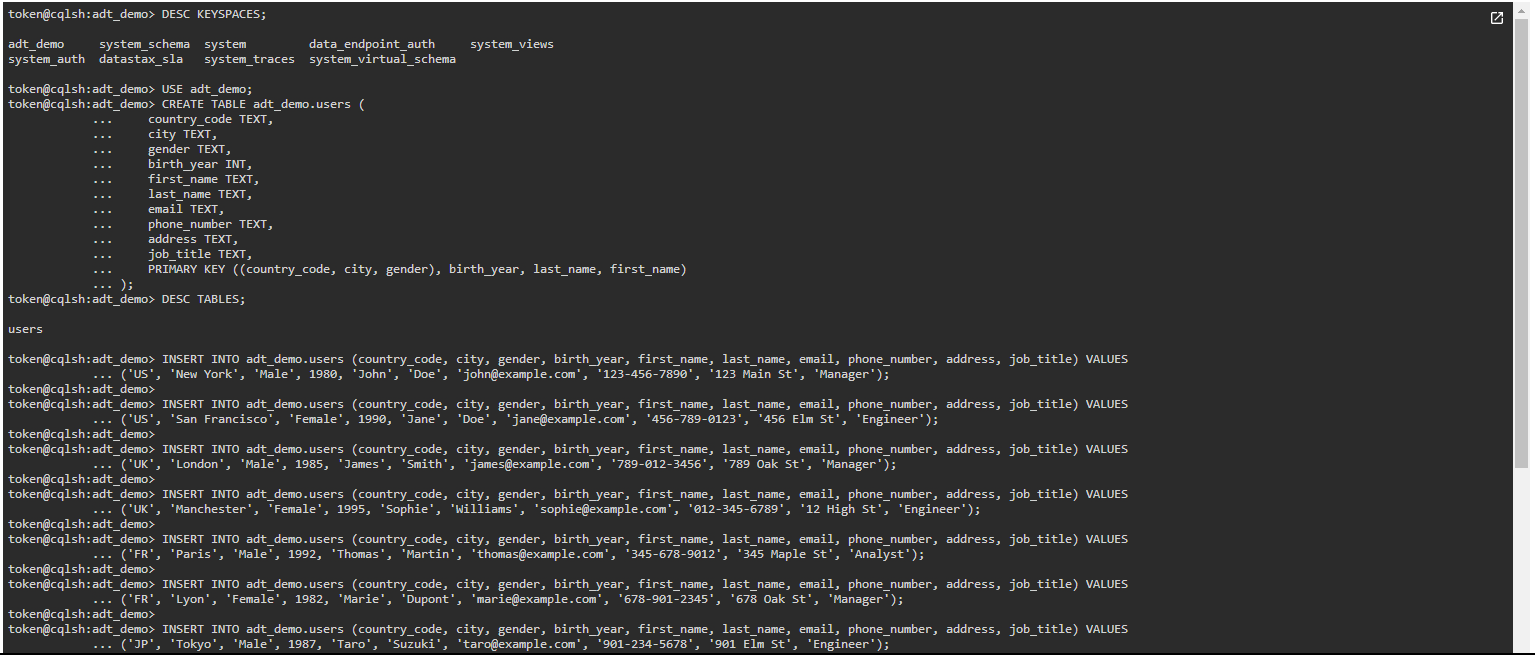 token@cqlsh:adt_demo> DESC KEYSPACES;
adt_demo     system_schema  system         data_endpoint_auth     system_views
system_auth  datastax_sla   system_traces  system_virtual_schema
token@cqlsh:adt_demo> USE adt_demo;
token@cqlsh:adt_demo> CREATE TABLE adt_demo.users (
            ...     country_code TEXT,
            ...     city TEXT,
            ...     gender TEXT,
            ...     birth_year INT,
            ...     first_name TEXT,
            ...     last_name TEXT,
            ...     email TEXT,
            ...     phone_number TEXT,
            ...     address TEXT,
            ...     job_title TEXT,
            ...     PRIMARY KEY ((country_code, city, gender), birth_year, last_name, first_name)
            ... );
token@cqlsh:adt_demo> DESC TABLES;
users
token@cqlsh:adt_demo> INSERT INTO adt_demo.users (country_code, city, gender, birth_year, first_name, last_name, email, phone_number, address, job_title) VALUES
            ... ('US', 'New York', 'Male', 1980, 'John', 'Doe', 'john@example.com', '123-456-7890', '123 Main St', 'Manager');
token@cqlsh:adt_demo>
token@cqlsh:adt_demo> INSERT INTO adt_demo.users (country_code, city, gender, birth_year, first_name, last_name, email, phone_number, address, job_title) VALUES
            ... ('US', 'San Francisco', 'Female', 1990, 'Jane', 'Doe', 'jane@example.com', '456-789-0123', '456 Elm St', 'Engineer');
token@cqlsh:adt_demo>
token@cqlsh:adt_demo> INSERT INTO adt_demo.users (country_code, city, gender, birth_year, first_name, last_name, email, phone_number, address, job_title) VALUES
            ... ('UK', 'London', 'Male', 1985, 'James', 'Smith', 'james@example.com', '789-012-3456', '789 Oak St', 'Manager');
token@cqlsh:adt_demo>
token@cqlsh:adt_demo> INSERT INTO adt_demo.users (country_code, city, gender, birth_year, first_name, last_name, email, phone_number, address, job_title) VALUES
            ... ('UK', 'Manchester', 'Female', 1995, 'Sophie', 'Williams', 'sophie@example.com', '012-345-6789', '12 High St', 'Engineer');
token@cqlsh:adt_demo>
token@cqlsh:adt_demo> INSERT INTO adt_demo.users (country_code, city, gender, birth_year, first_name, last_name, email, phone_number, address, job_title) VALUES
            ... ('FR', 'Paris', 'Male', 1992, 'Thomas', 'Martin', 'thomas@example.com', '345-678-9012', '345 Maple St', 'Analyst');
token@cqlsh:adt_demo>
token@cqlsh:adt_demo> INSERT INTO adt_demo.users (country_code, city, gender, birth_year, first_name, last_name, email, phone_number, address, job_title) VALUES
            ... ('FR', 'Lyon', 'Female', 1982, 'Marie', 'Dupont', 'marie@example.com', '678-901-2345', '678 Oak St', 'Manager');
token@cqlsh:adt_demo>
token@cqlsh:adt_demo> INSERT INTO adt_demo.users (country_code, city, gender, birth_year, first_name, last_name, email, phone_number, address, job_title) VALUES
            ... ('JP', 'Tokyo', 'Male', 1987, 'Taro', 'Suzuki', 'taro@example.com', '901-234-5678', '901 Elm St', 'Engineer');